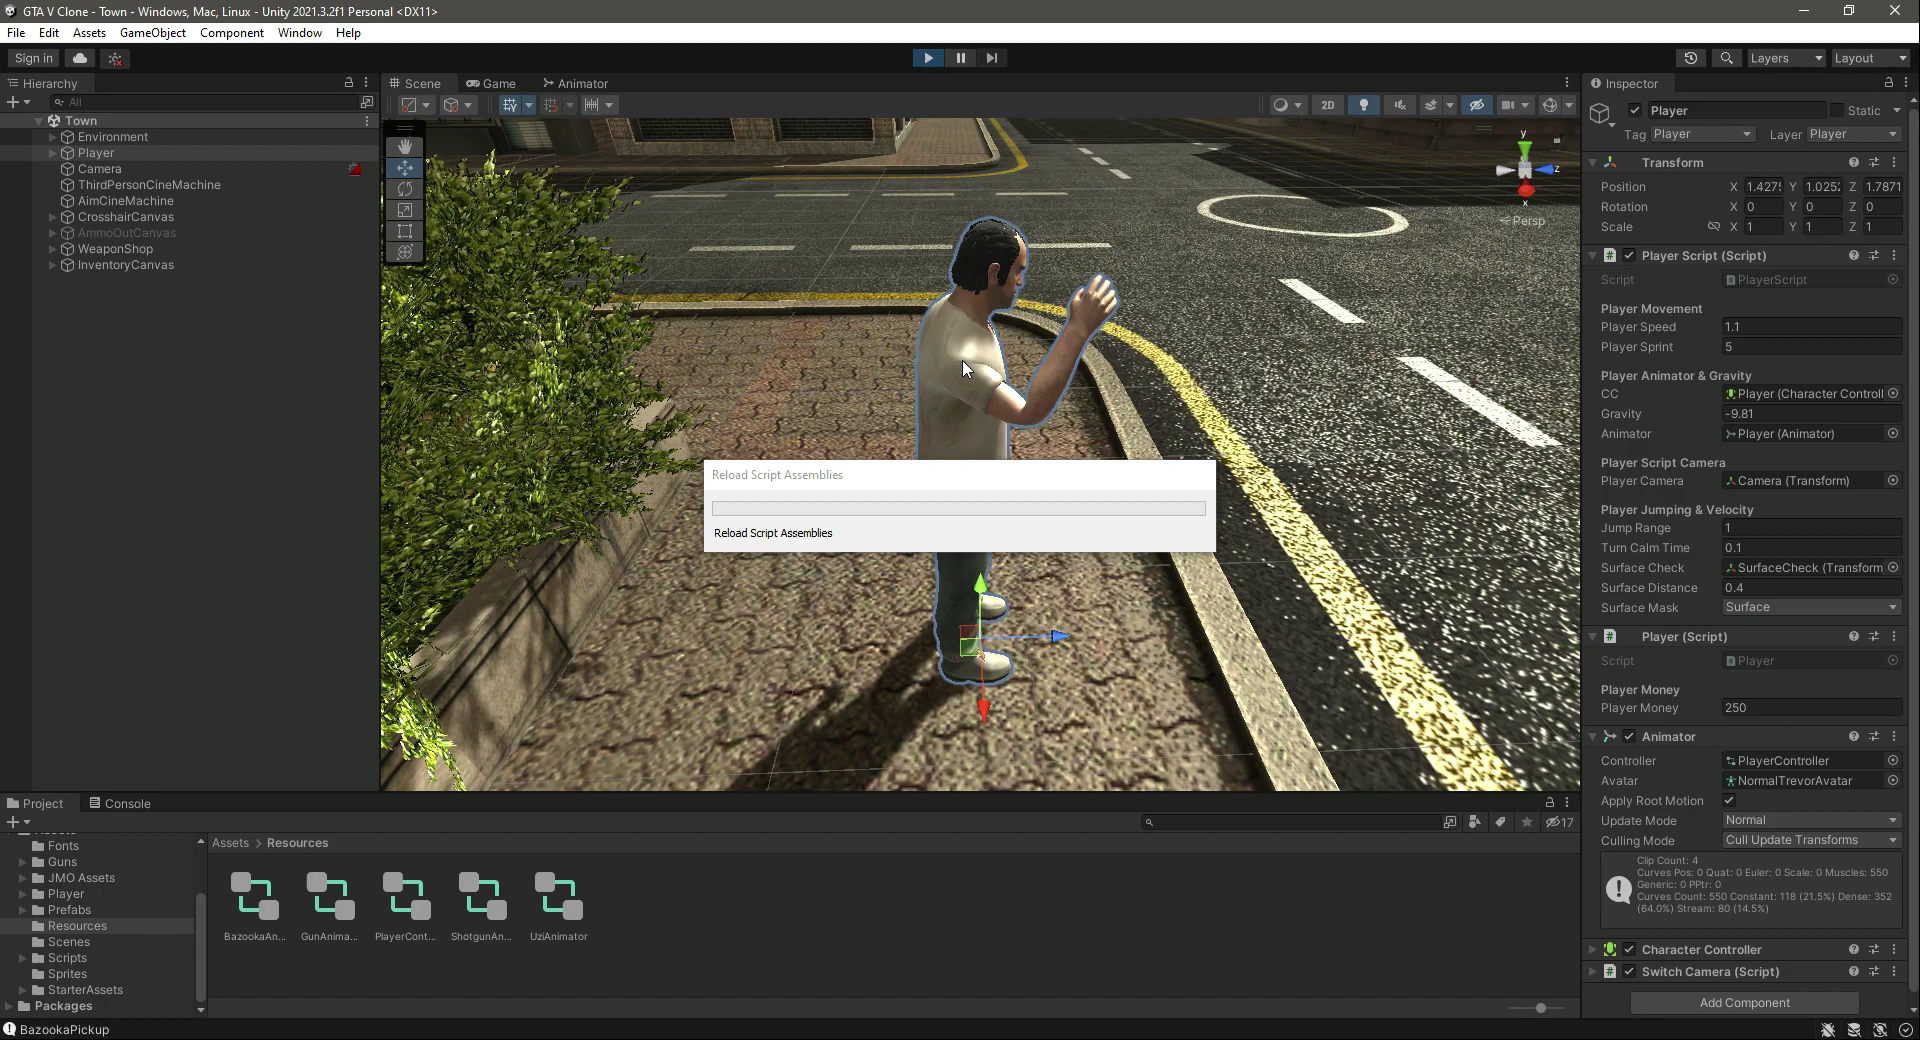 GTA V Clone - Town - Windows, Mac, Linux - Unity 2021.3.2f1 Personal <DX11>
File Edit Assets GameObject Component Window Help
Sign in
Layers
Layout
Hierarchy
All
Town
Environment
Player
Camera
ThirdPersonCineMachine
AimCineMachine
CrosshairCanvas
AmmoOutCanvas
WeaponShop
InventoryCanvas
Scene
Game
Animator
2D
y
z
x
Persp
Reload Script Assemblies
Reload Script Assemblies
Inspector
Player
Static
Tag Player
Layer Player
Transform
Position X 1.427 Y 1.025 Z 1.7871
Rotation X 0 Y 0 Z 0
Scale X 1 Y 1 Z 1
Player Script (Script)
Script PlayerScript
Player Movement
Player Speed 1.1
Player Sprint 5
Player Animator & Gravity
CC Player (Character Controll
Gravity -9.81
Animator Player (Animator)
Player Script Camera
Player Camera Camera (Transform)
Player Jumping & Velocity
Jump Range 1
Turn Calm Time 0.1
Surface Check SurfaceCheck (Transform
Surface Distance 0.4
Surface Mask Surface
Player (Script)
Script Player
Player Money
Player Money 250
Animator
Controller PlayerController
Avatar NormalTrevorAvatar
Apply Root Motion
Update Mode Normal
Culling Mode Cull Update Transforms
Clip Count: 4
Curves Pos: 0 Quat: 0 Euler: 0 Scale: 0 Muscles: 550
Generic: 0 PPtr: 0
Curves Count: 550 Constant: 118 (21.5%) Dense: 352
(64.0%) Stream: 80 (14.5%)
Character Controller
Switch Camera (Script)
Add Component
Project
Console
17
Fonts
Guns
JMO Assets
Player
Prefabs
Resources
Scenes
Scripts
Sprites
StarterAssets
Packages
Assets > Resources
BazookaAn... GunAnima... PlayerCont... ShotgunAn... UziAnimator
BazookaPickup